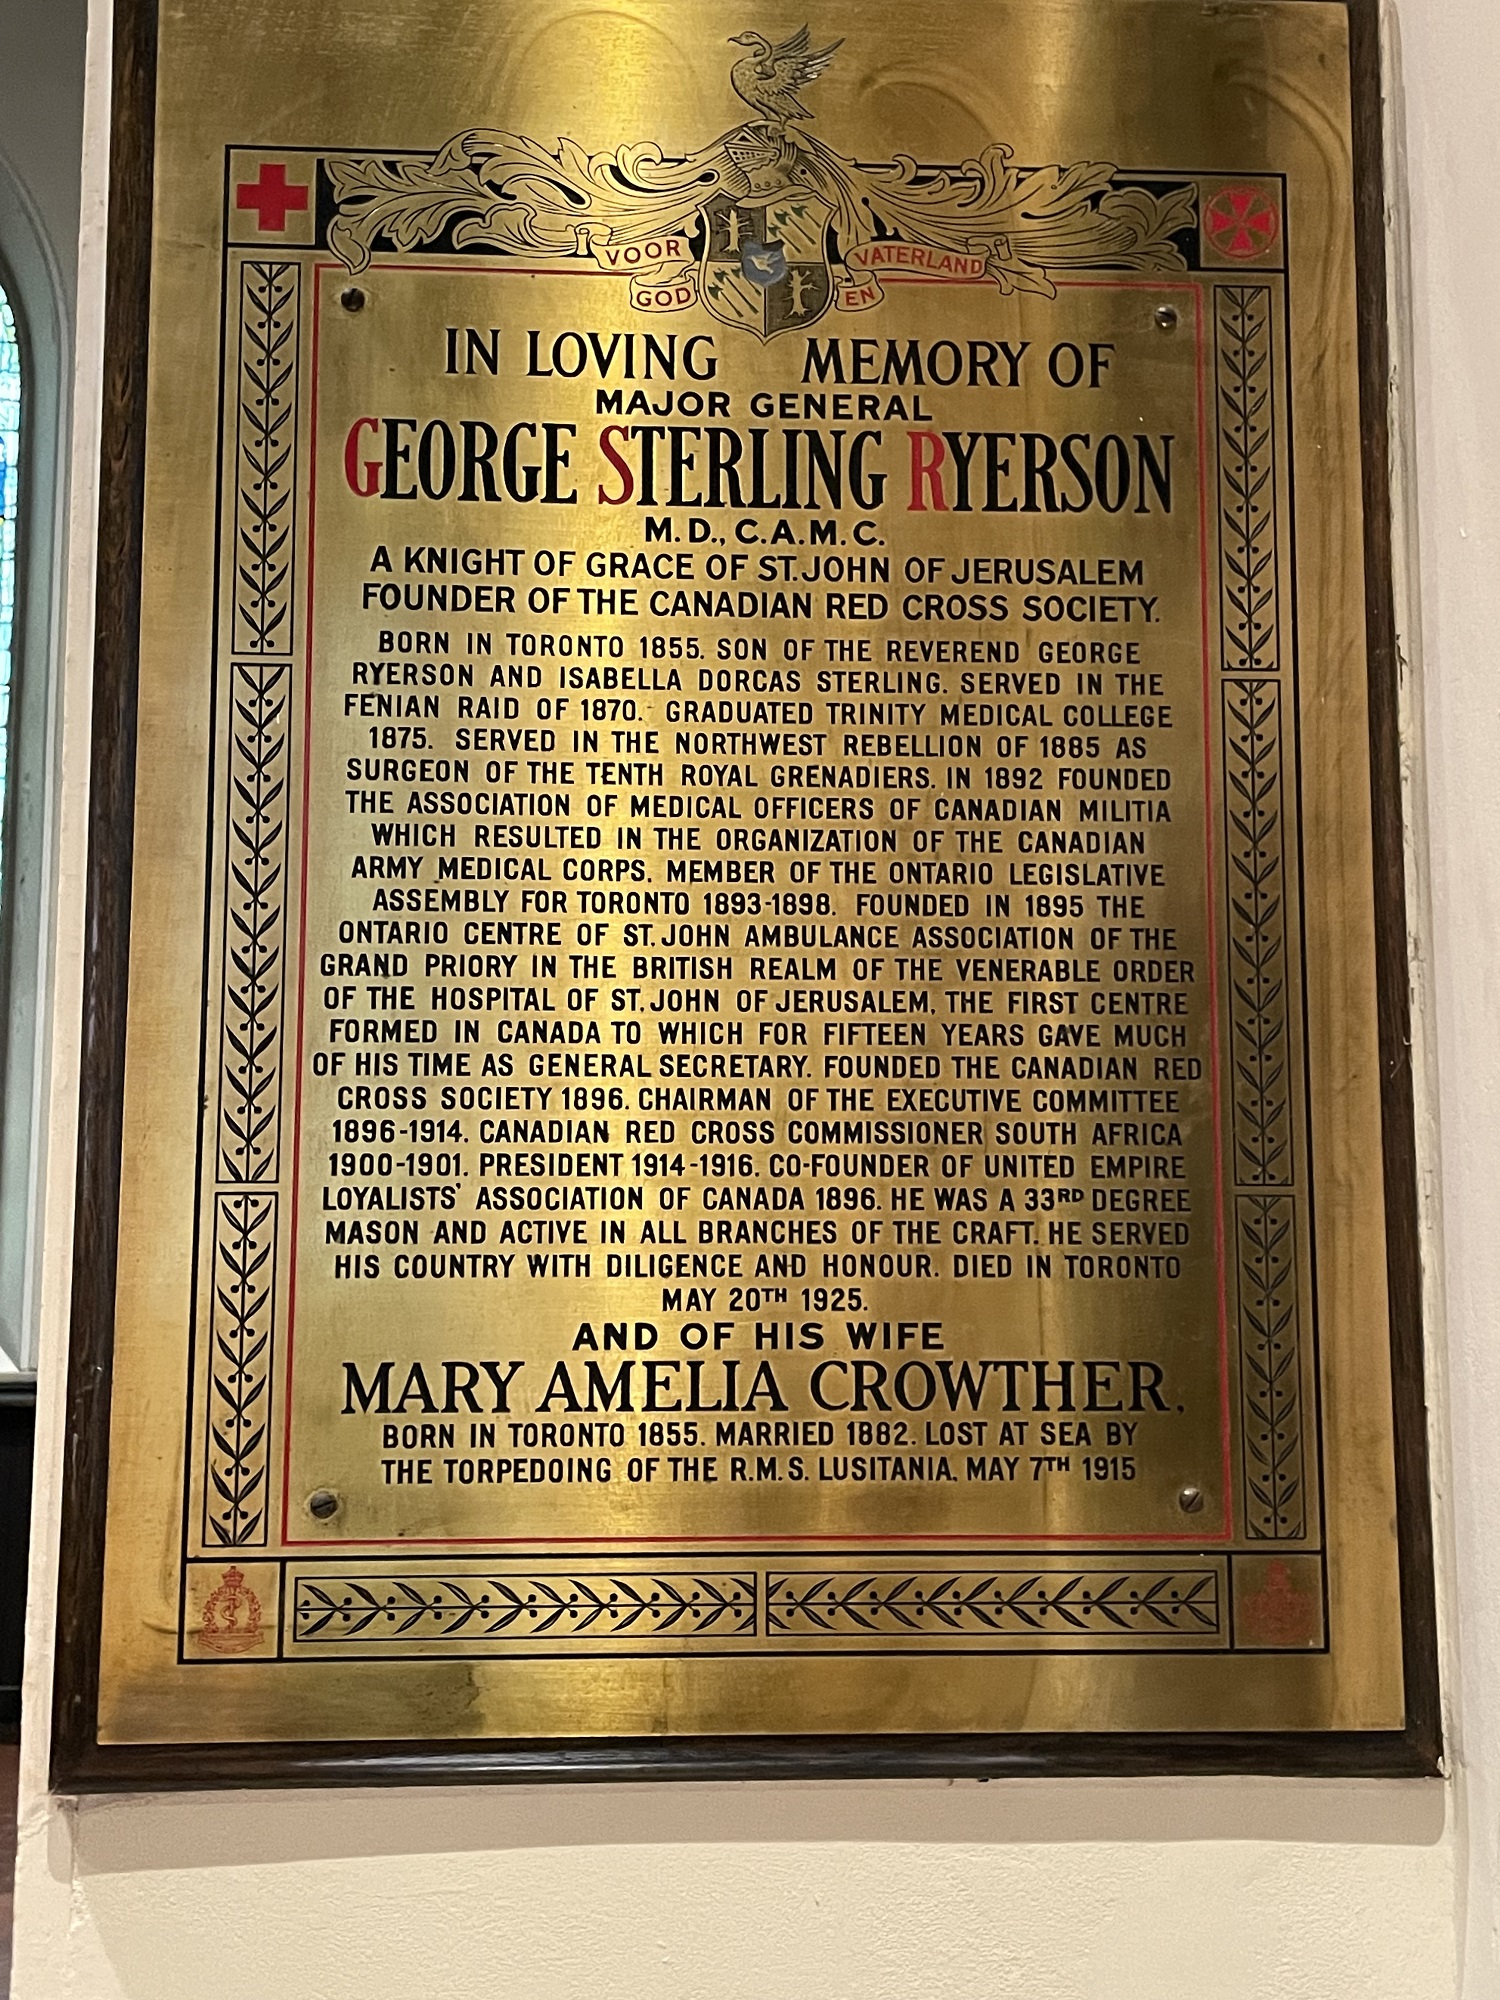 VOOR VATERLAND
GOD EN
IN LOVING MEMORY OF
MAJOR GENERAL
GEORGE STERLING RYERSON
M.D., C.A.M.C.
A KNIGHT OF GRACE OF ST. JOHN OF JERUSALEM
FOUNDER OF THE CANADIAN RED CROSS SOCIETY.
BORN IN TORONTO 1855. SON OF THE REVEREND GEORGE
RYERSON AND ISABELLA DORCAS STERLING. SERVED IN THE
FENIAN RAID OF 1870. GRADUATED TRINITY MEDICAL COLLEGE
1875. SERVED IN THE NORTHWEST REBELLION OF 1885 AS
SURGEON OF THE TENTH ROYAL GRENADIERS. IN 1892 FOUNDED
THE ASSOCIATION OF MEDICAL OFFICERS OF CANADIAN MILITIA
WHICH RESULTED IN THE ORGANIZATION OF THE CANADIAN
ARMY MEDICAL CORPS. MEMBER OF THE ONTARIO LEGISLATIVE
ASSEMBLY FOR TORONTO 1893-1898. FOUNDED IN 1895 THE
ONTARIO CENTRE OF ST. JOHN AMBULANCE ASSOCIATION OF THE
GRAND PRIORY IN THE BRITISH REALM OF THE VENERABLE ORDER
OF THE HOSPITAL OF ST. JOHN OF JERUSALEM, THE FIRST CENTRE
FORMED IN CANADA TO WHICH FOR FIFTEEN YEARS GAVE MUCH
OF HIS TIME AS GENERAL SECRETARY. FOUNDED THE CANADIAN RED
CROSS SOCIETY 1896. CHAIRMAN OF THE EXECUTIVE COMMITTEE
1896-1914. CANADIAN RED CROSS COMMISSIONER SOUTH AFRICA
1900-1901. PRESIDENT 1914-1916. CO-FOUNDER OF UNITED EMPIRE
LOYALISTS' ASSOCIATION OF CANADA 1896. HE WAS A 33RD DEGREE
MASON AND ACTIVE IN ALL BRANCHES OF THE CRAFT. HE SERVED
HIS COUNTRY WITH DILIGENCE AND HONOUR. DIED IN TORONTO
MAY 20TH 1925.
AND OF HIS WIFE
MARY AMELIA CROWTHER,
BORN IN TORONTO 1855. MARRIED 1882. LOST AT SEA BY
THE TORPEDOING OF THE R.M.S. LUSITANIA, MAY 7TH 1915